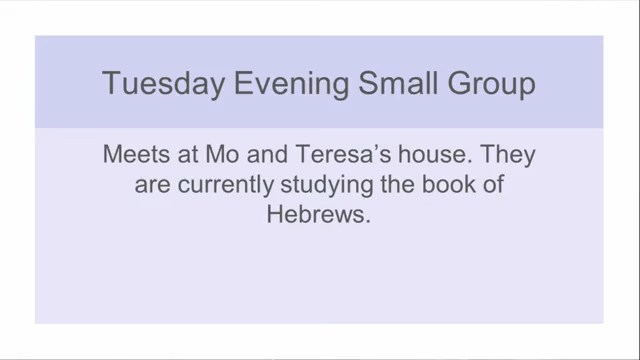 Tuesday Evening Small Group
Meets at Mo and Teresa’s house. They
are currently studying the book of
Hebrews.